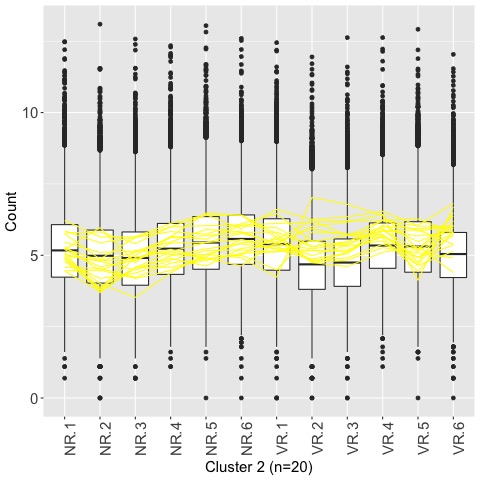 10
5
0
Count
NR.1
NR.2
NR.3
NR.4
NR.5
NR.6
VR.1
VR.2
VR.3
VR.4
VR.5
VR.6
Cluster 2 (n=20)